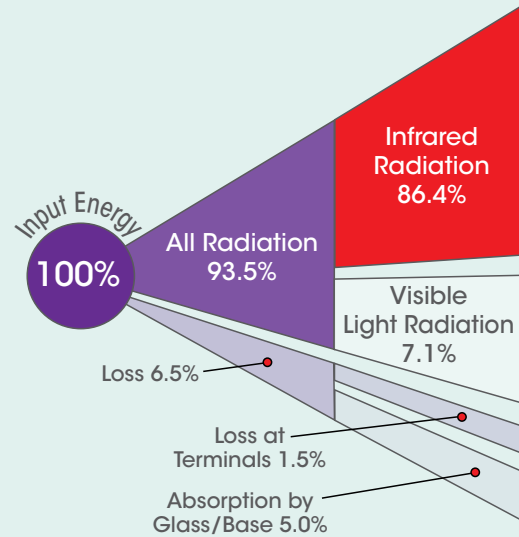 Input Energy
100%
All Radiation
93.5%
Infrared
Radiation
86.4%
Visible
Light Radiation
7.1%
Loss 6.5%
Loss at
Terminals 1.5%
Absorption by
Glass/Base 5.0%